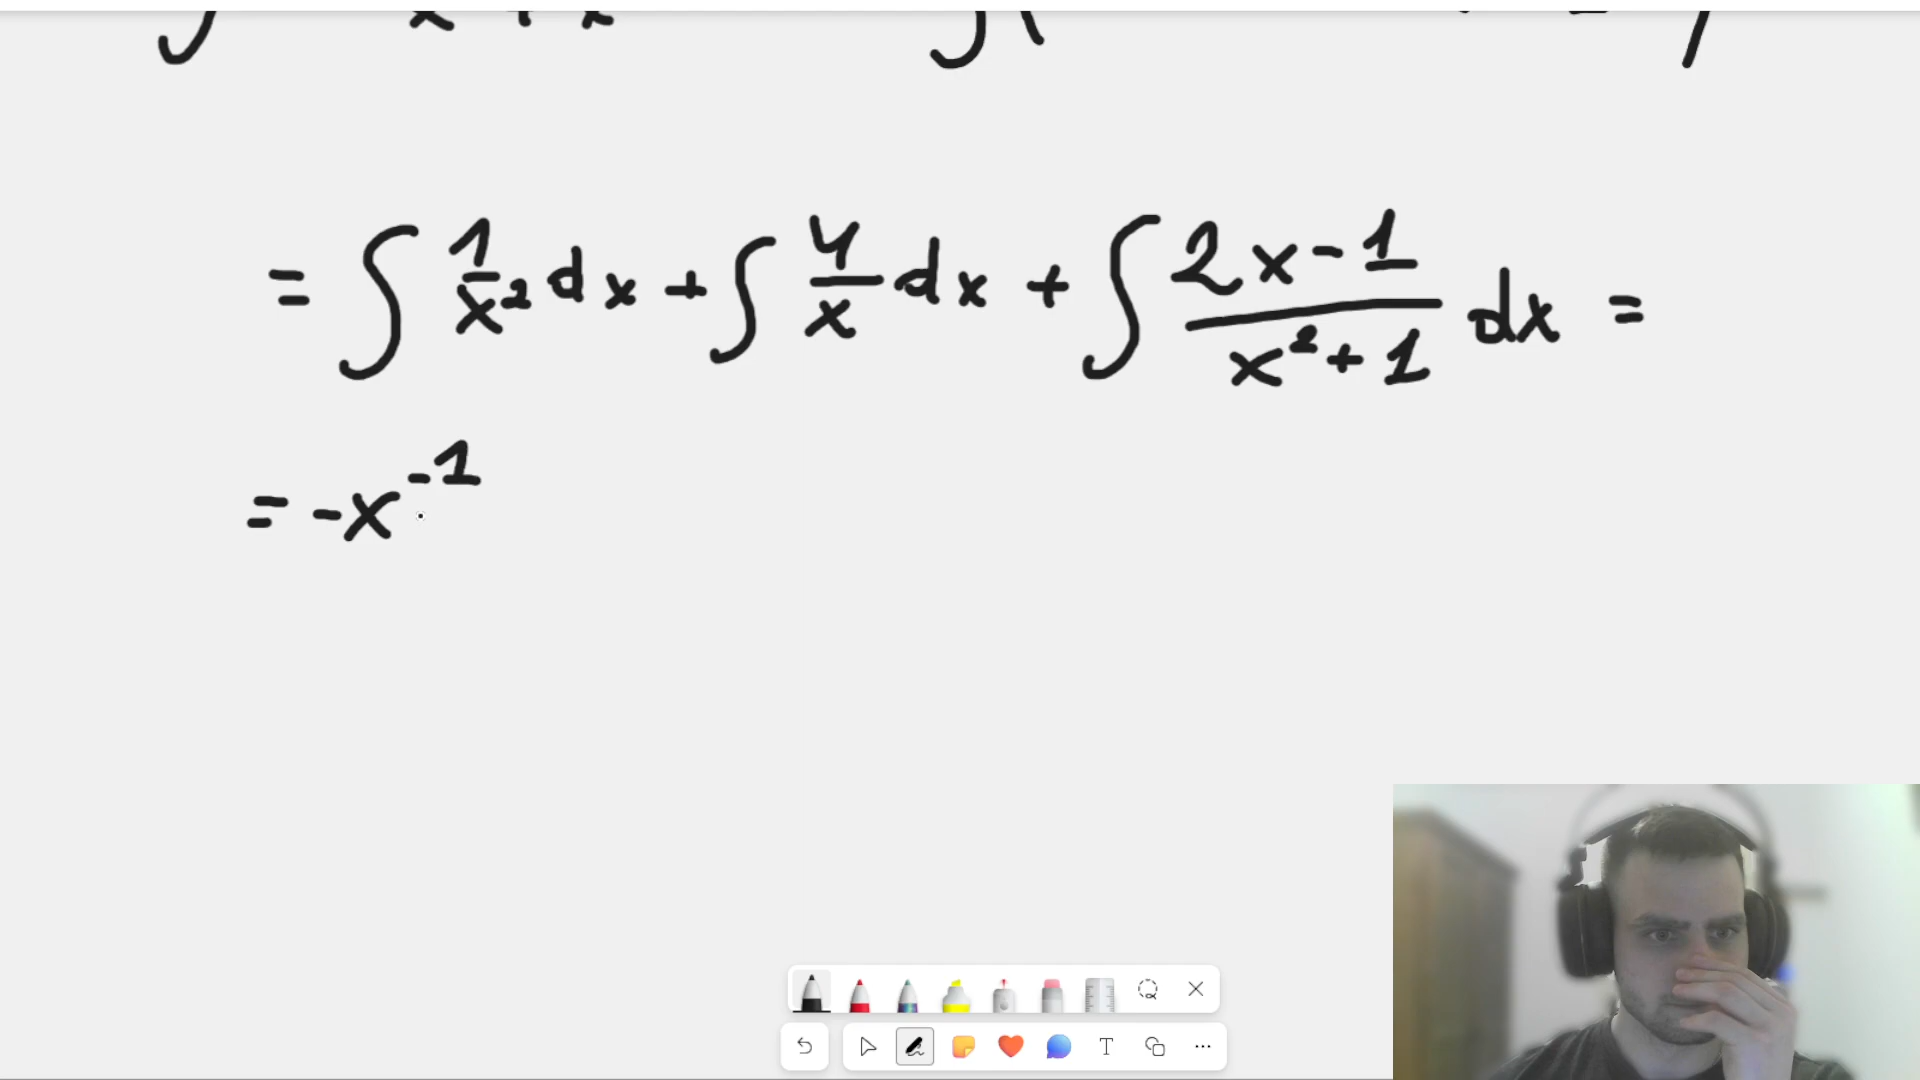 = ∫ 1/x² dx + ∫ 4/x dx + ∫ (2x-1)/(x²+1) dx =
= -x⁻¹